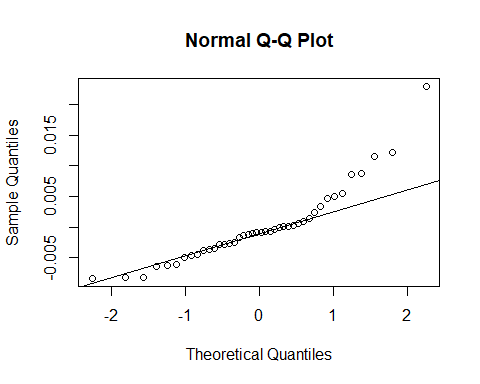 Normal Q-Q Plot
Sample Quantiles
0.015
0.005
-0.005
-2
-1
0
1
2
Theoretical Quantiles